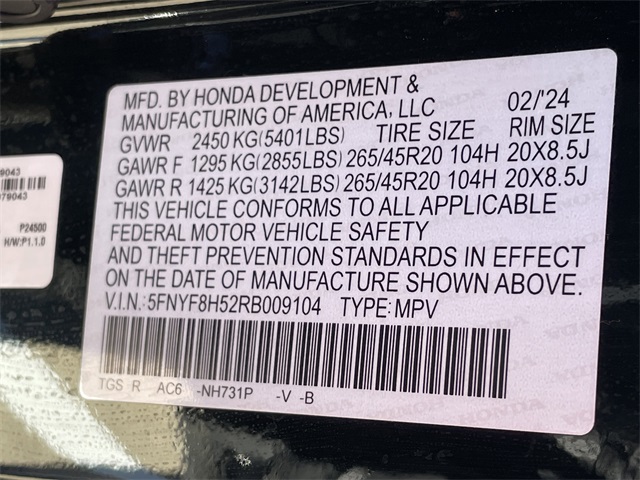 MFD. BY HONDA DEVELOPMENT &
MANUFACTURING OF AMERICA, LLC 02/'24
GVWR 2450 KG(5401LBS) TIRE SIZE RIM SIZE
GAWR F 1295 KG(2855LBS) 265/45R20 104H 20X8.5J
GAWR R 1425 KG(3142LBS) 265/45R20 104H 20X8.5J
THIS VEHICLE CONFORMS TO ALL APPLICABLE
FEDERAL MOTOR VEHICLE SAFETY
AND THEFT PREVENTION STANDARDS IN EFFECT
ON THE DATE OF MANUFACTURE SHOWN ABOVE.
V.I.N.:5FNYF8H52RB009104 TYPE:MPV
TGS R AC6 -NH731P -V -B
P24500
H/W:P1.1.0